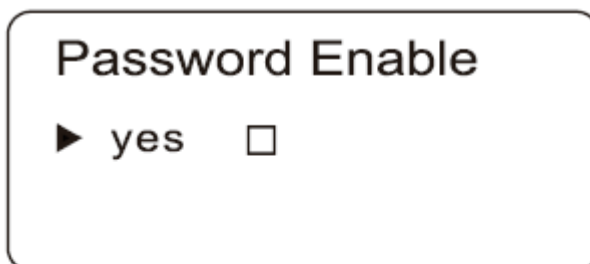 Password Enable
▶ yes □